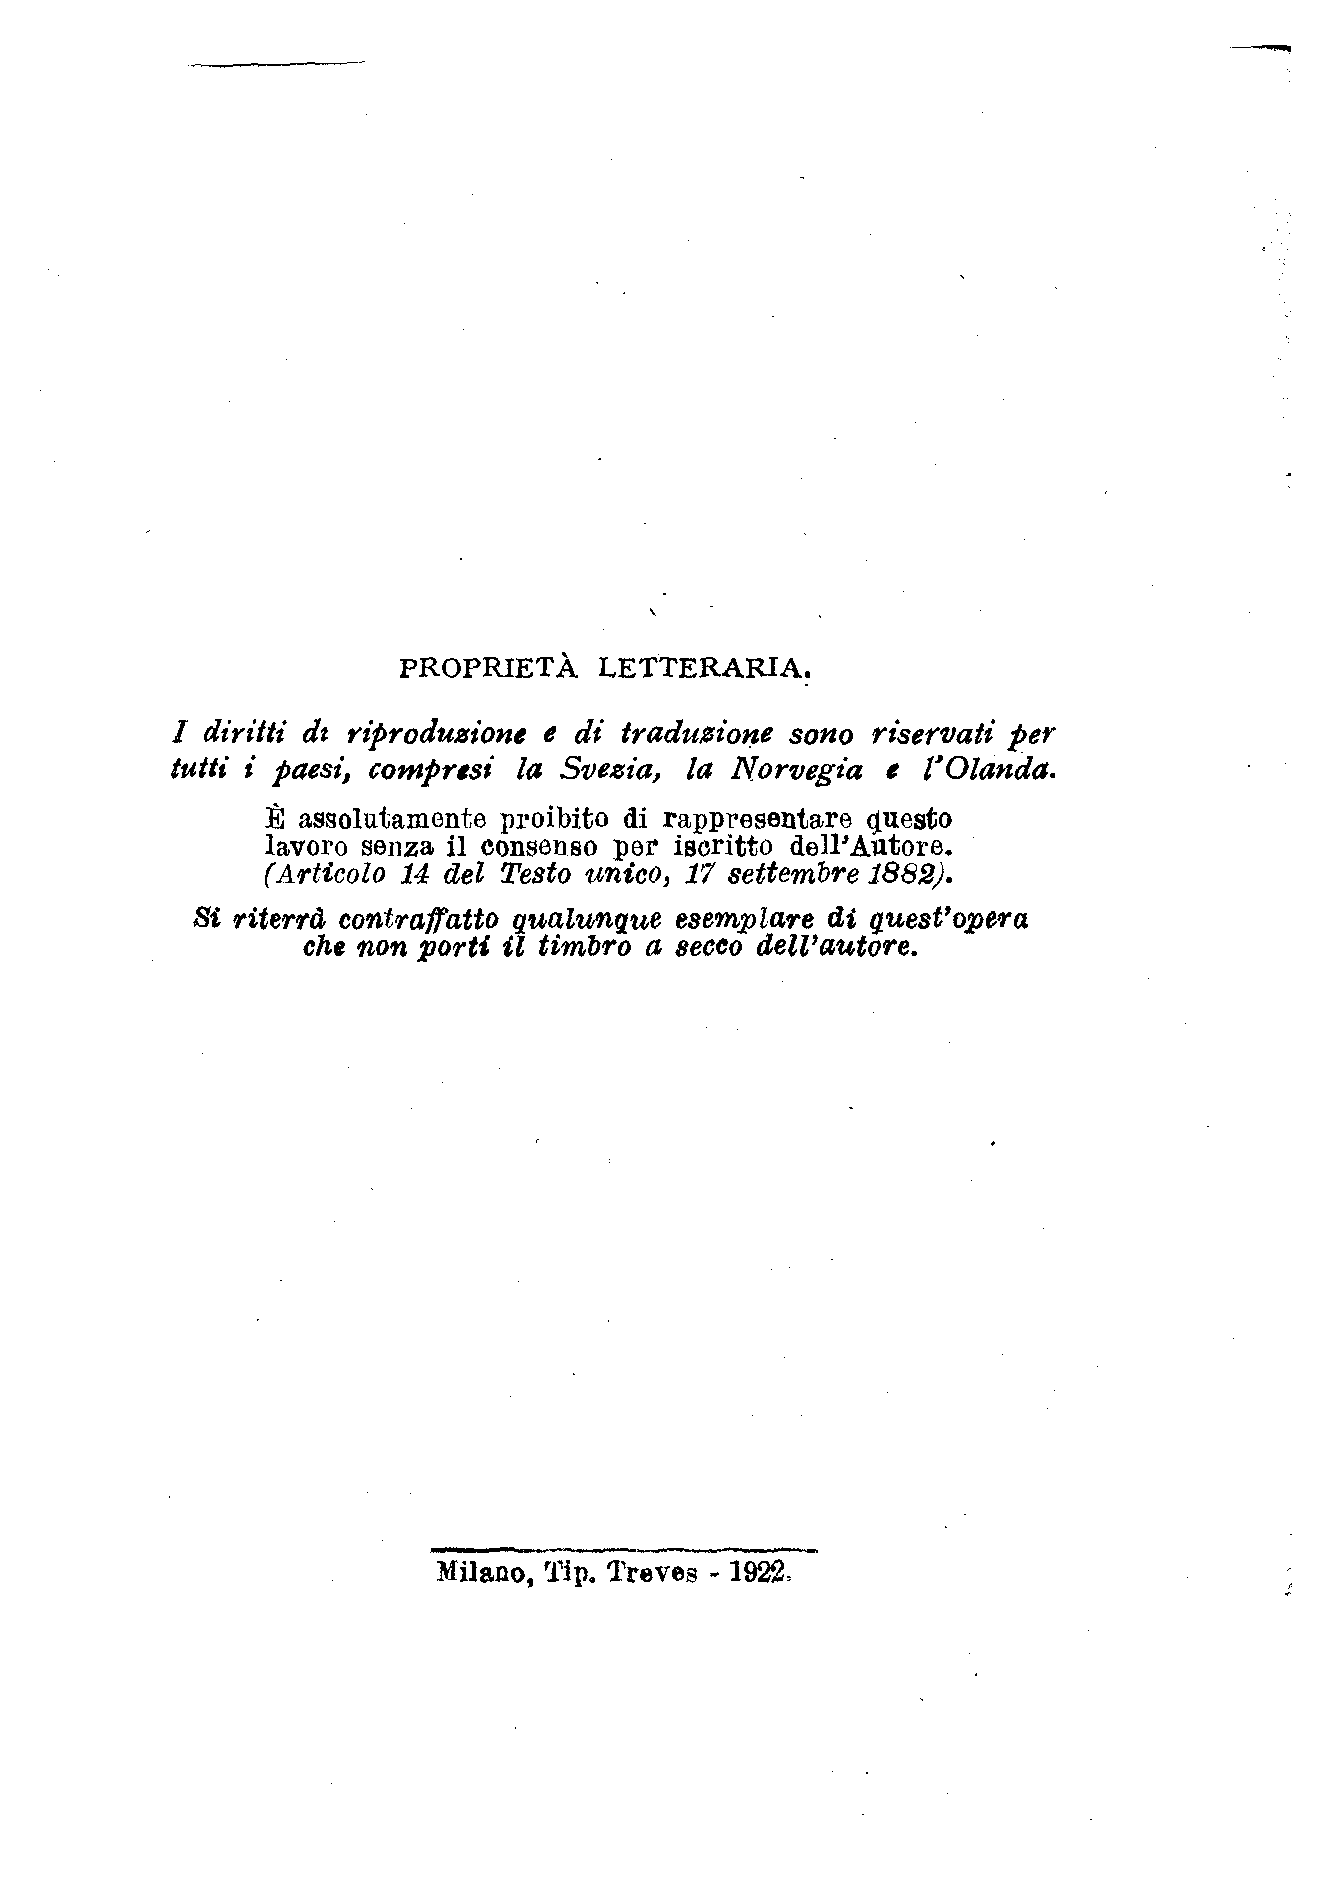 PROPRIETÀ LETTERARIA.
I diritti di riproduzione e di traduzione sono riservati per
tutti i paesi, compresi la Svezia, la Norvegia e l'Olanda.
È assolutamente proibito di rappresentare questo
lavoro senza il consenso per iscritto dell'Autore.
(Articolo 14 del Testo unico, 17 settembre 1882).
Si riterrà contraffatto qualunque esemplare di quest'opera
che non porti il timbro a secco dell'autore.
Milano, Tip. Treves - 1922.